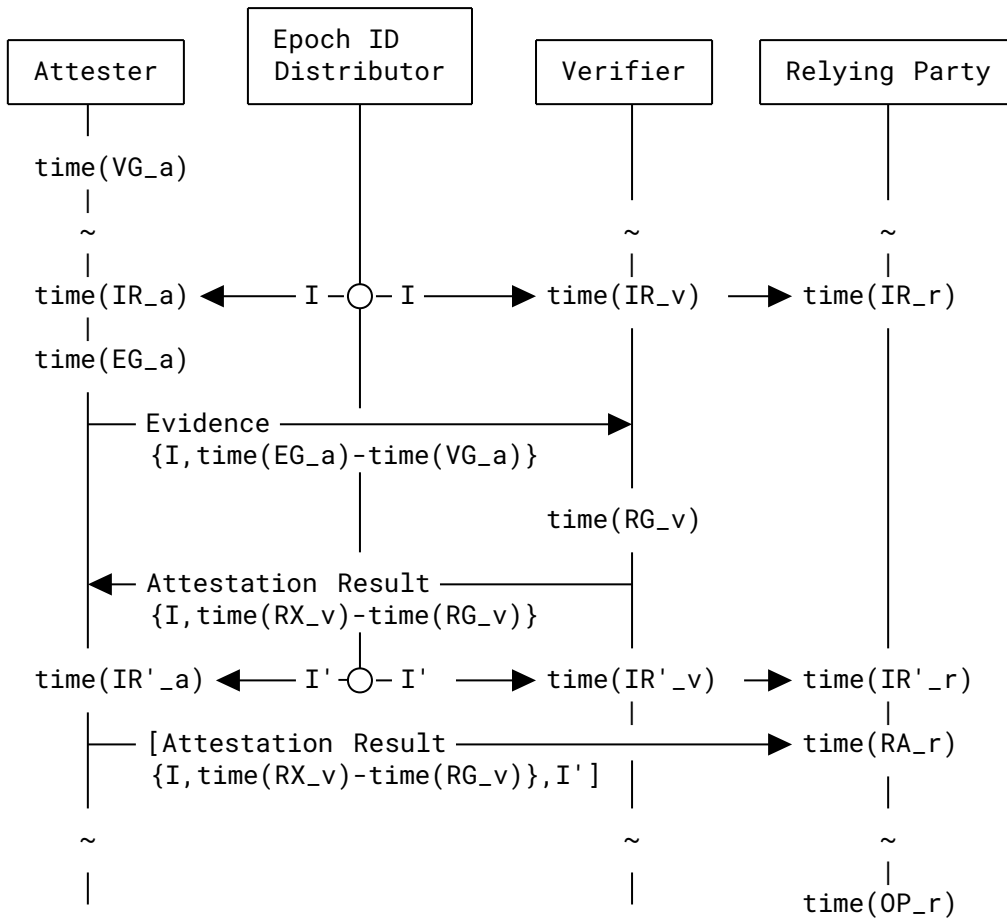 Attester
Epoch ID
Distributor
Verifier
Relying Party
time(VG_a)
~ ~ ~
time(IR_a) I I time(IR_v) time(IR_r)
time(EG_a)
Evidence
{I,time(EG_a)-time(VG_a)}
time(RG_v)
Attestation Result
{I,time(RX_v)-time(RG_v)}
time(IR'_a) I' I' time(IR'_v) time(IR'_r)
[Attestation Result time(RA_r)
{I,time(RX_v)-time(RG_v)},I']
~ ~ ~
time(OP_r)